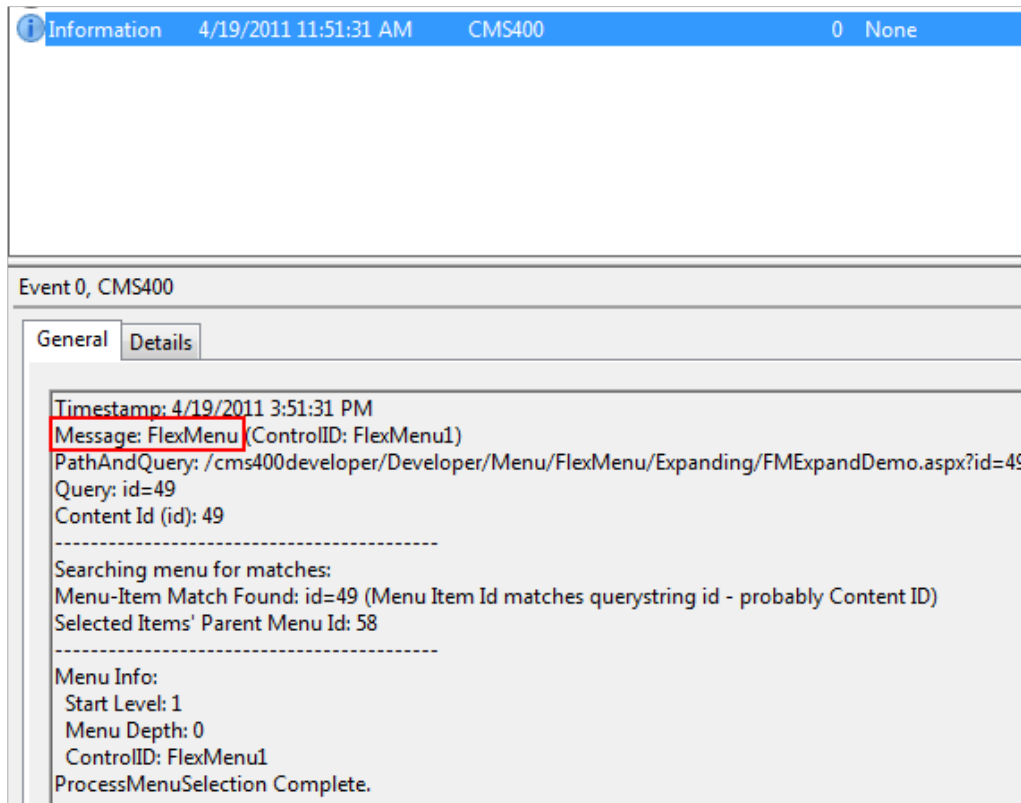 Information 4/19/2011 11:51:31 AM CMS400 0 None
Event 0, CMS400
General Details
Timestamp: 4/19/2011 3:51:31 PM
Message: FlexMenu (ControlID: FlexMenu1)
PathAndQuery: /cms400developer/Developer/Menu/FlexMenu/Expanding/FMExpandDemo.aspx?id=49
Query: id=49
Content Id (id): 49
-------------------------------------------
Searching menu for matches:
Menu-Item Match Found: id=49 (Menu Item Id matches querystring id - probably Content ID)
Selected Items' Parent Menu Id: 58
-------------------------------------------
Menu Info:
Start Level: 1
Menu Depth: 0
ControlID: FlexMenu1
ProcessMenuSelection Complete.